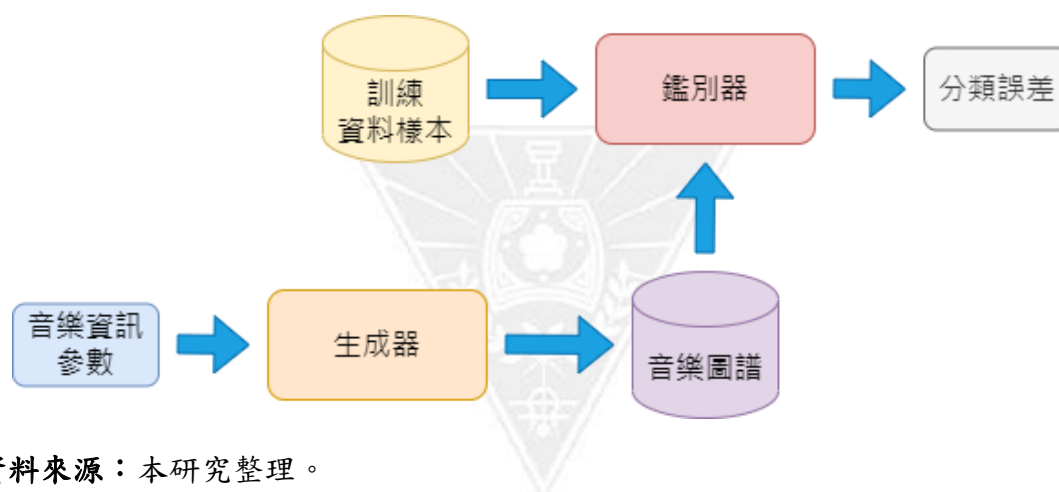 訓練
資料樣本
鑑別器
分類誤差
音樂資訊
參數
生成器
音樂圖譜
資料來源：本研究整理。